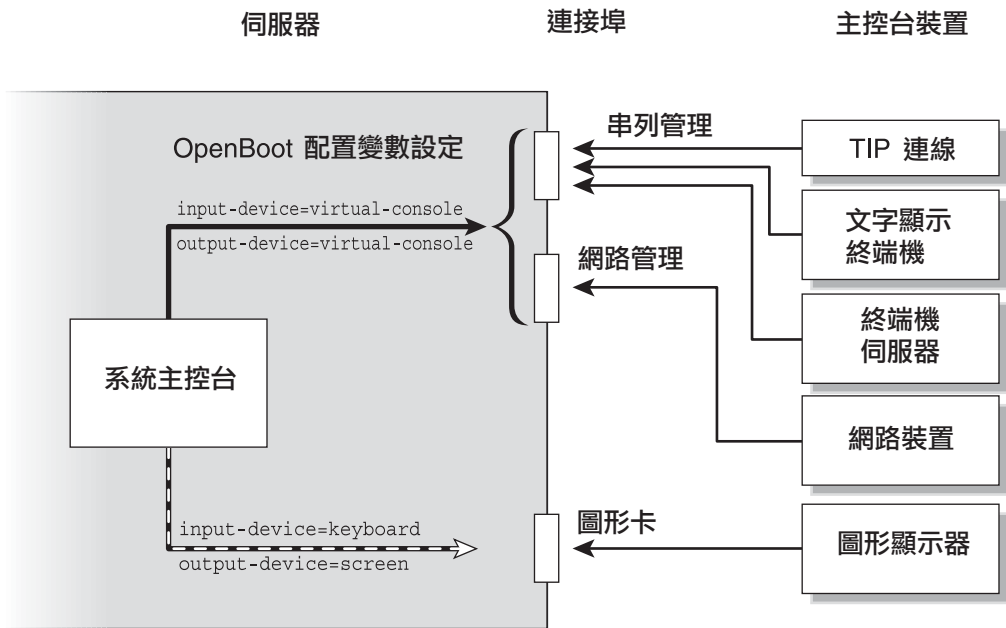 伺服器
連接埠
主控台裝置
OpenBoot 配置變數設定
input-device=virtual-console
output-device=virtual-console
系統主控台
input-device=keyboard
output-device=screen
串列管理
網路管理
圖形卡
TIP 連線
文字顯示
終端機
終端機
伺服器
網路裝置
圖形顯示器